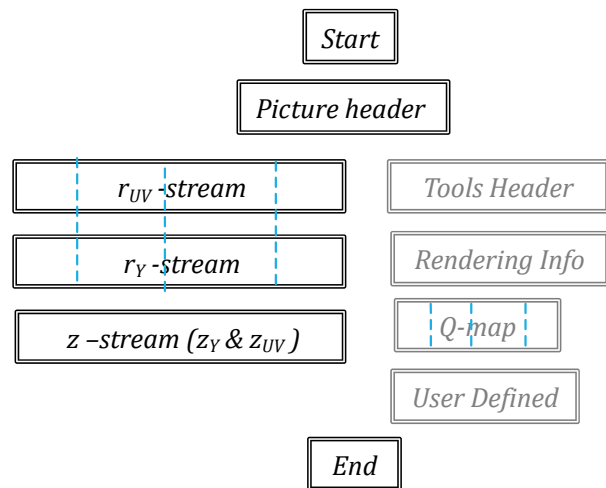 Start
Picture header
r_UV -stream
Tools Header
r_Y -stream
Rendering Info
z –stream (z_Y & z_UV )
Q-map
User Defined
End